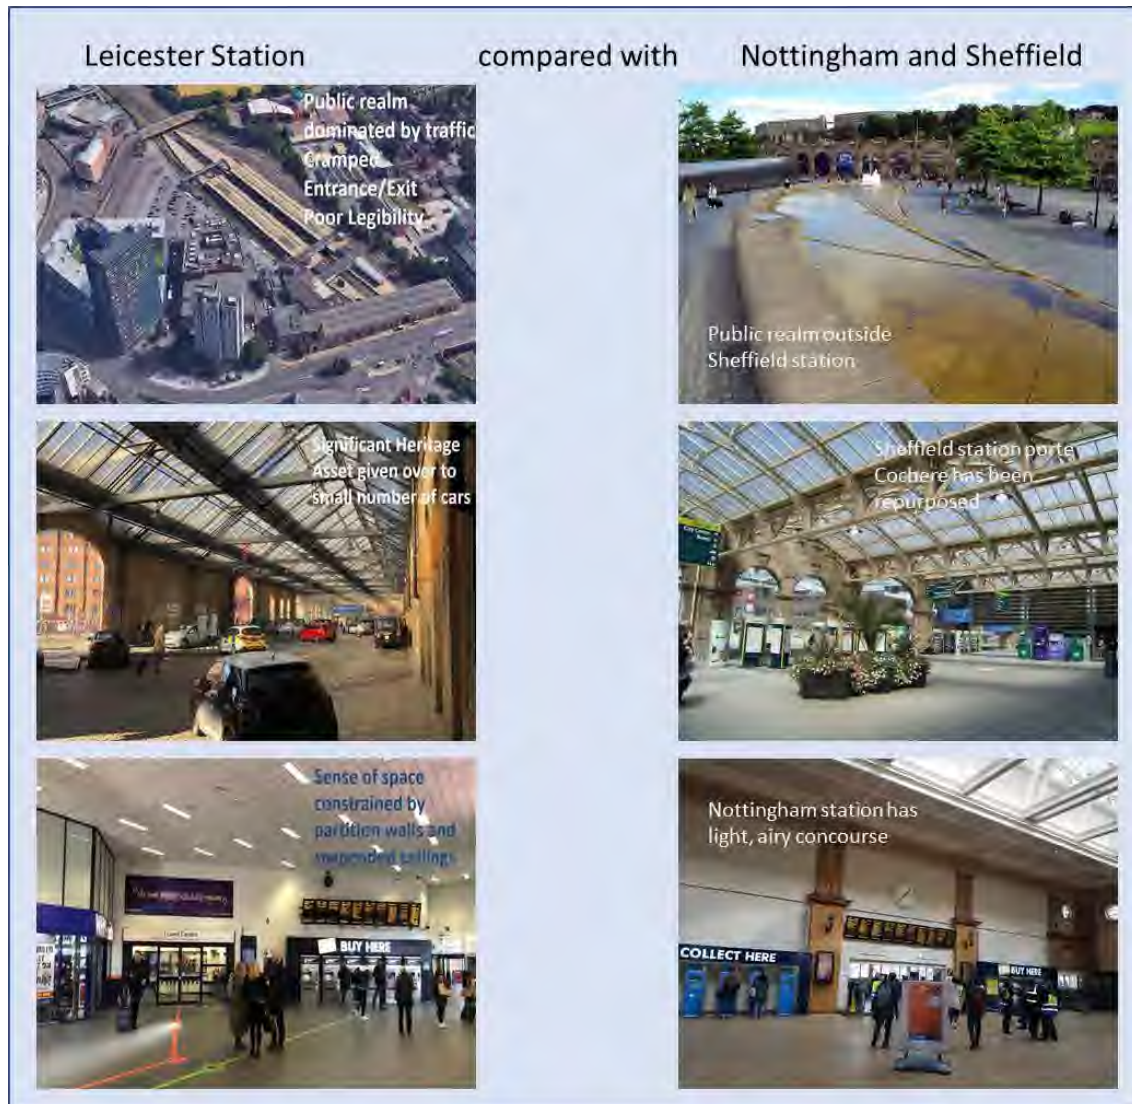 Leicester Station compared with Nottingham and Sheffield
Public realm
dominated by traffic
Cramped
Entrance/Exit
Poor Legibility
Public realm outside
Sheffield station
Significant Heritage
Asset given over to
small number of cars
Sheffield station porte
Cochere has been
repurposed
Sense of space
constrained by
partition walls and
suspended ceilings
BUY HERE
Nottingham station has
light, airy concourse
COLLECT HERE
BUY HERE